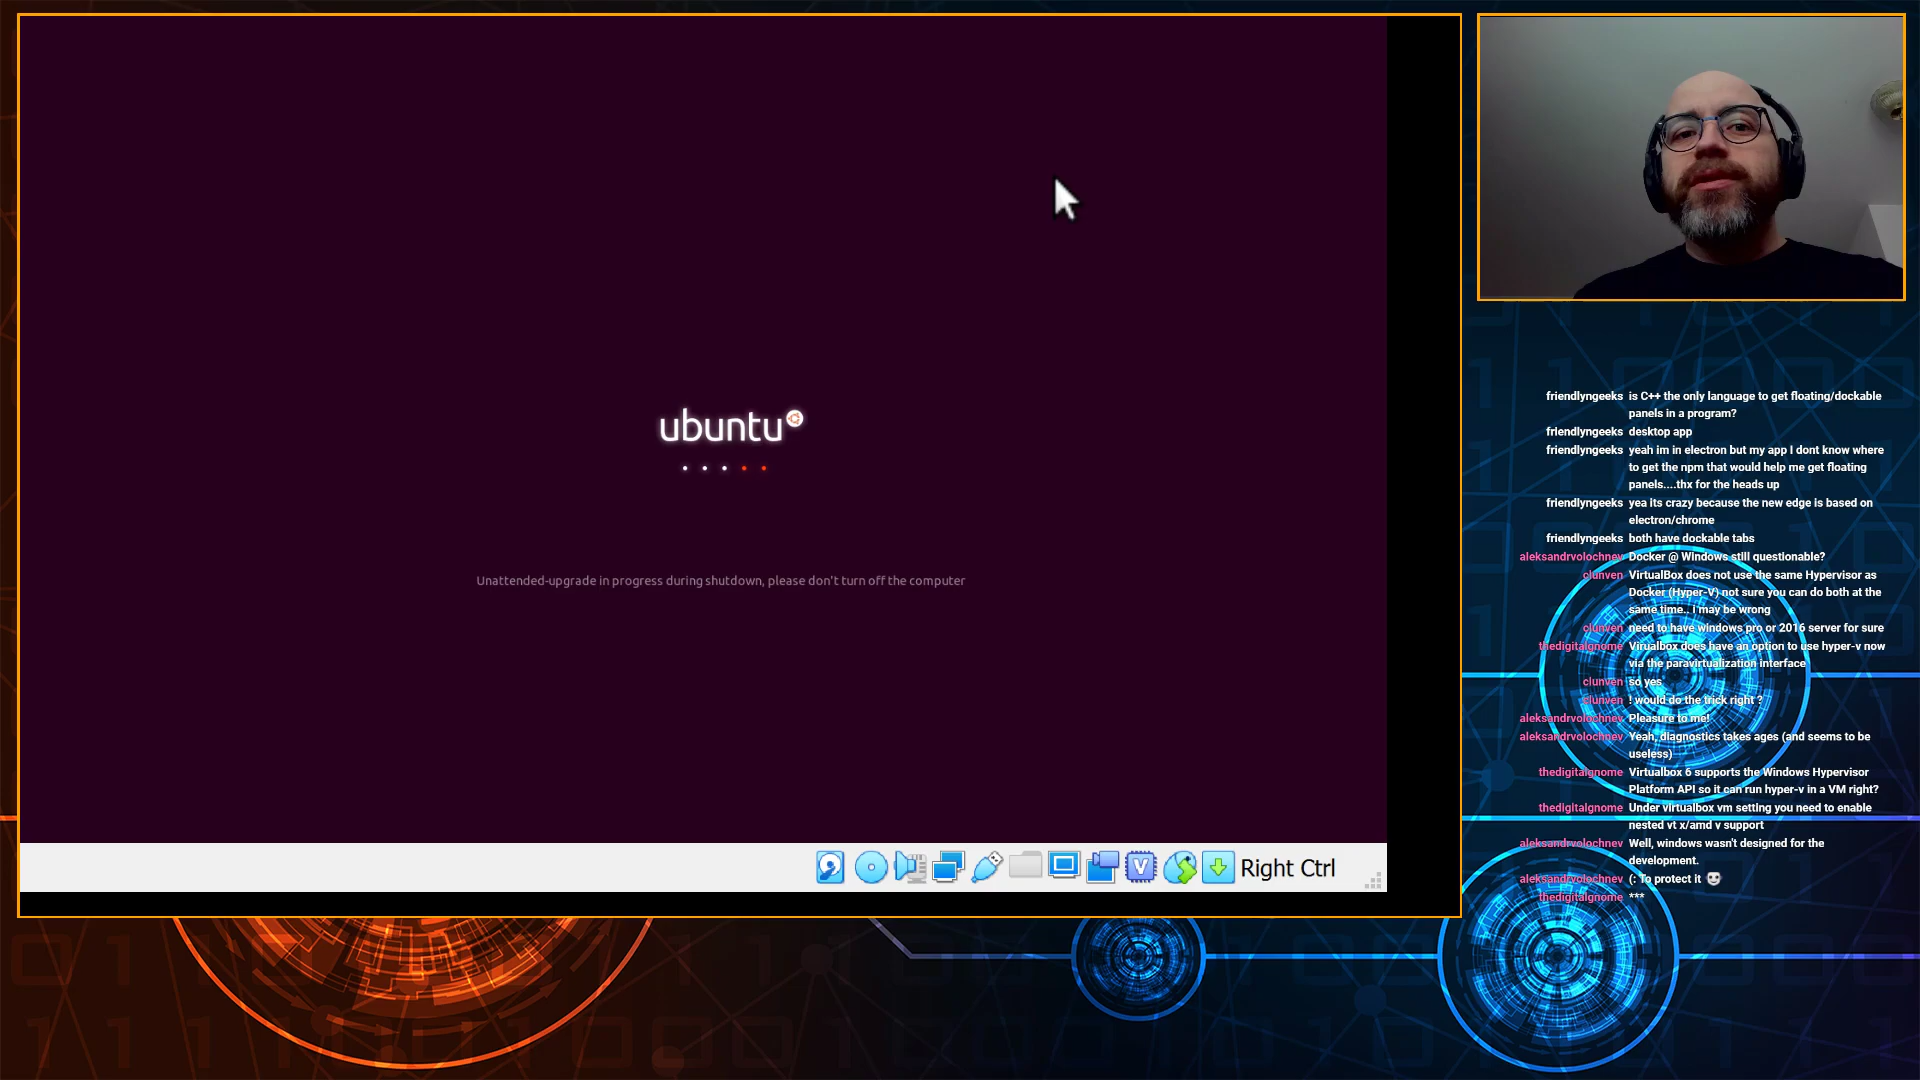 ubuntu
Unattended-upgrade in progress during shutdown, please don't turn off the computer
Right Ctrl
friendlyngeeks is C++ the only language to get floating/dockable
panels in a program?
friendlyngeeks desktop app
friendlyngeeks yeah im in electron but my app I dont know where
to get the npm that would help me get floating
panels....thx for the heads up
friendlyngeeks yea its crazy because the new edge is based on
electron/chrome
friendlyngeeks both have dockable tabs
aleksandrvolochnev Docker @ Windows still questionable?
clunven VirtualBox does not use the same Hypervisor as
Docker (Hyper-V) not sure you can do both at the
same time.. I may be wrong
clunven need to have windows pro or 2016 server for sure
thedigitalgnome Virualbox does have an option to use hyper-v now
via the paravirtualization interface
clunven so yes
clunven ! would do the trick right ?
aleksandrvolochnev Pleasure to me!
aleksandrvolochnev Yeah, diagnostics takes ages (and seems to be
useless)
thedigitalgnome Virtualbox 6 supports the Windows Hypervisor
Platform API so it can run hyper-v in a VM right?
thedigitalgnome Under virtualbox vm setting you need to enable
nested vt x/amd v support
aleksandrvolochnev Well, windows wasn't designed for the
development.
aleksandrvolochnev (: To protect it
thedigitalgnome ***